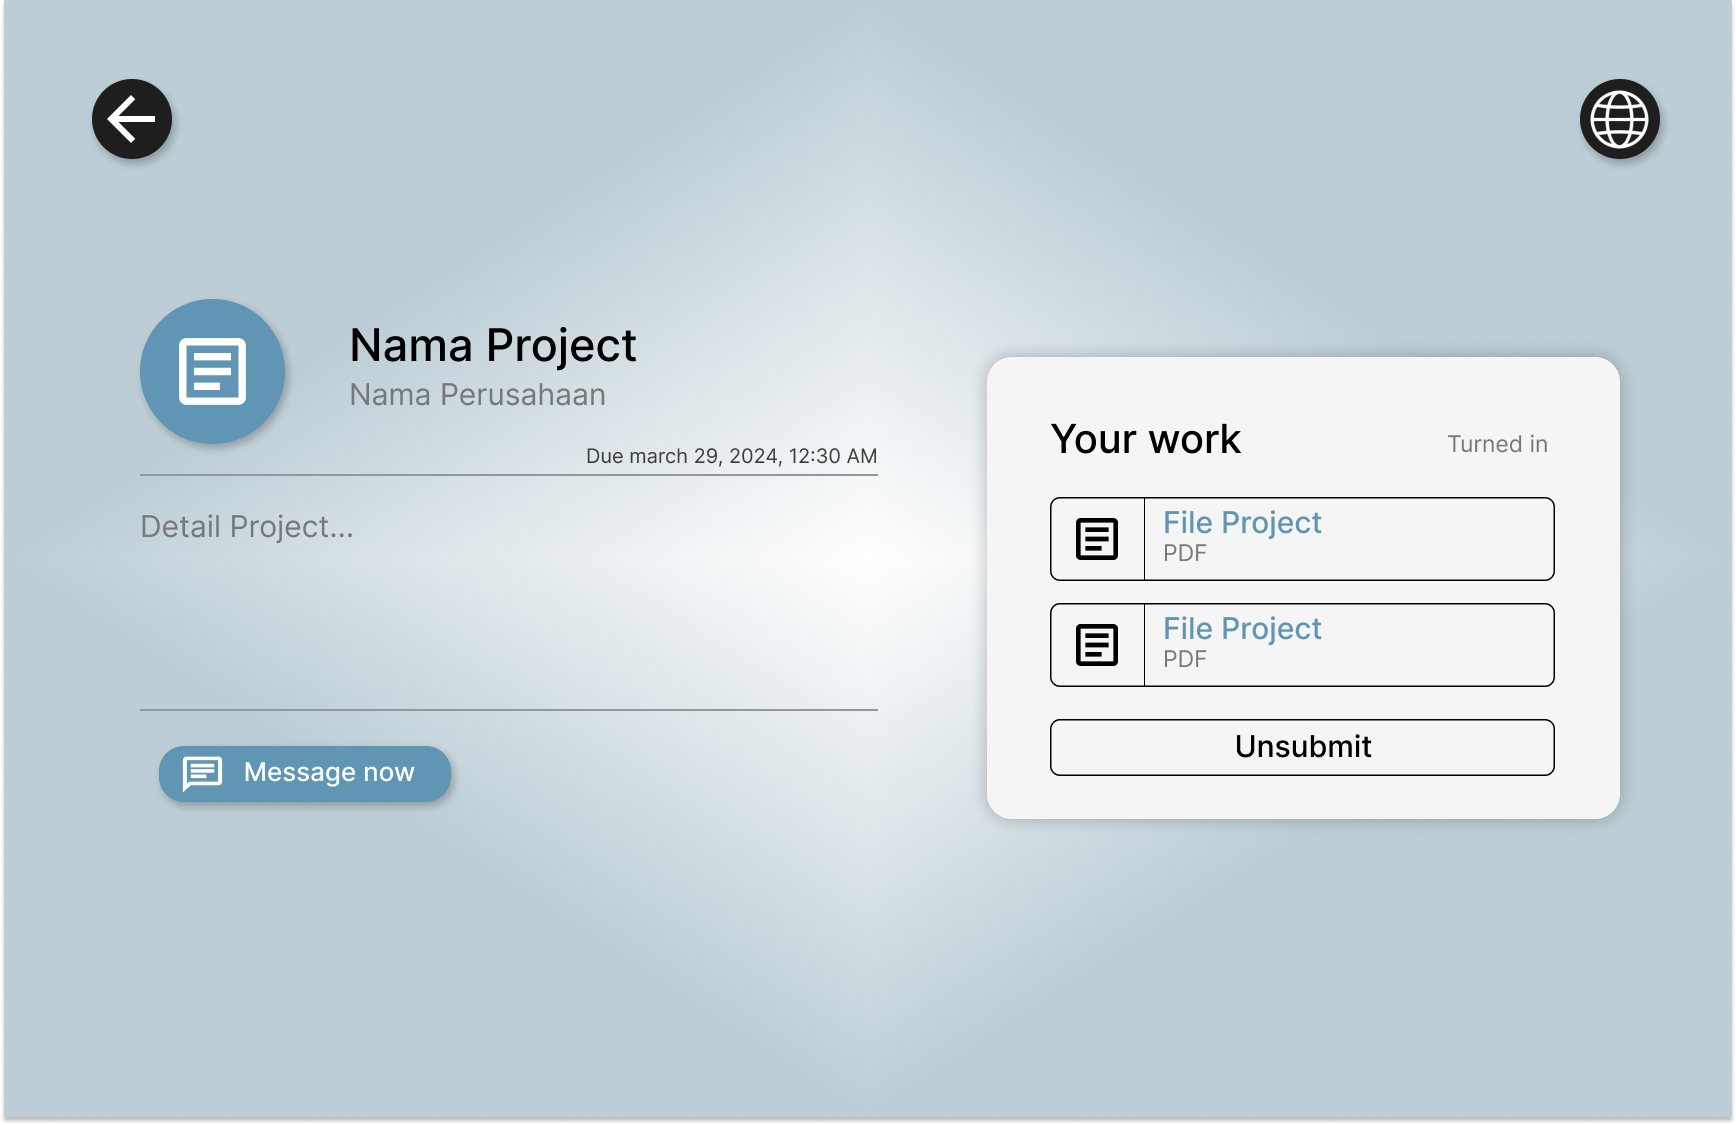 Nama Project
Nama Perusahaan
Due march 29, 2024, 12:30 AM
Detail Project...
Message now
Your work
Turned in
File Project
PDF
File Project
PDF
Unsubmit